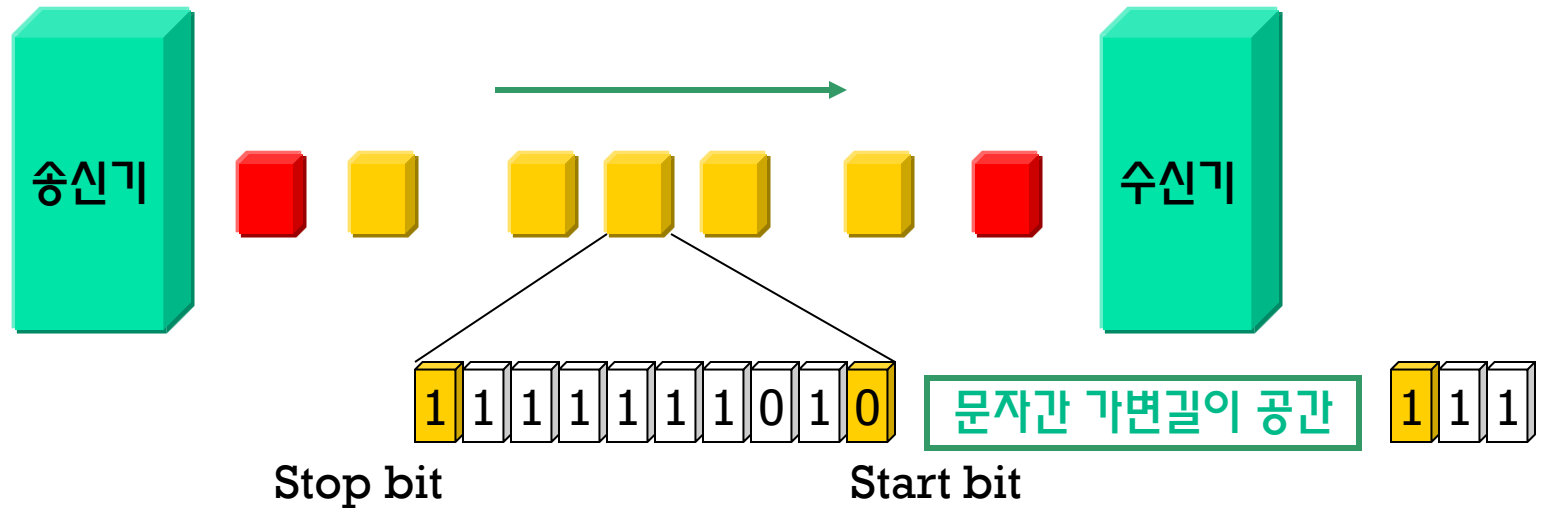 송신기
수신기
1 1 1 1 1 1 1 0 1 0
문자간 가변길이 공간
1 1 1
Stop bit
Start bit